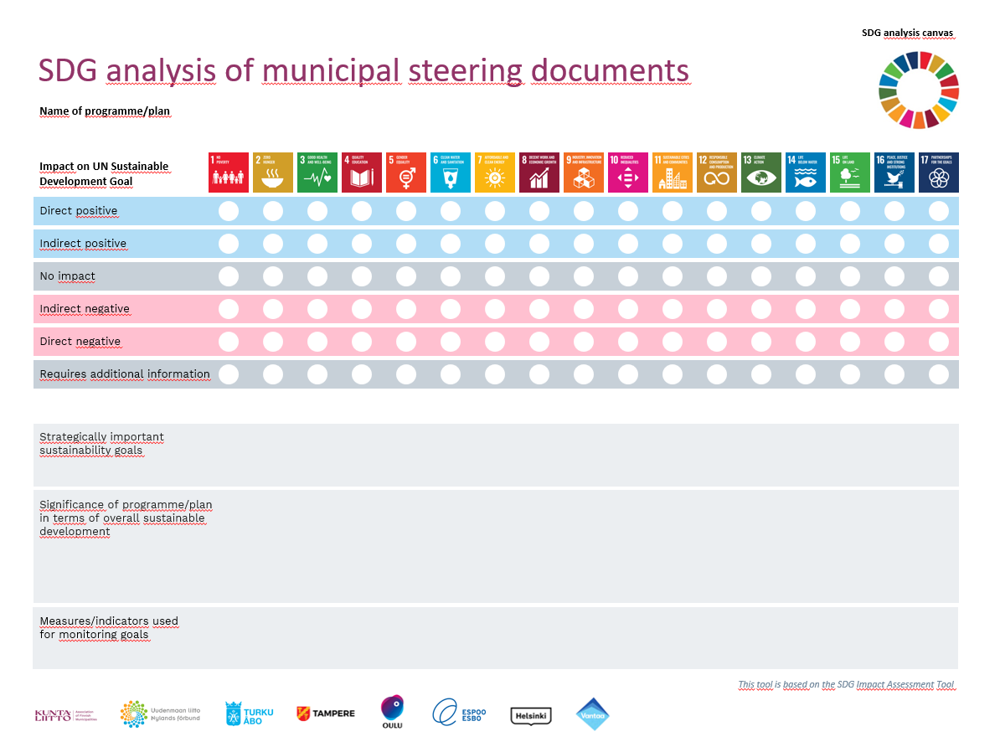 SDG analysis canvas
SDG analysis of municipal steering documents
Name of programme/plan
Impact on UN Sustainable
Development Goal
1 NO POVERTY
2 ZERO HUNGER
3 GOOD HEALTH AND WELL-BEING
4 QUALITY EDUCATION
5 GENDER EQUALITY
6 CLEAN WATER AND SANITATION
7 AFFORDABLE AND CLEAN ENERGY
8 DECENT WORK AND ECONOMIC GROWTH
9 INDUSTRY, INNOVATION AND INFRASTRUCTURE
10 REDUCED INEQUALITIES
11 SUSTAINABLE CITIES AND COMMUNITIES
12 RESPONSIBLE CONSUMPTION AND PRODUCTION
13 CLIMATE ACTION
14 LIFE BELOW WATER
15 LIFE ON LAND
16 PEACE, JUSTICE AND STRONG INSTITUTIONS
17 PARTNERSHIPS FOR THE GOALS
Direct positive
Indirect positive
No impact
Indirect negative
Direct negative
Requires additional information
Strategically important
sustainability goals
Significance of programme/plan
in terms of overall sustainable
development
Measures/indicators used
for monitoring goals
This tool is based on the SDG Impact Assessment Tool
KUNTA
LIITTO
Association
of Finnish
Municipalities
Uudenmaan liitto
Nylands förbund
TURKU
ÅBO
TAMPERE
OULU
ESPOO
ESBO
Helsinki
Vantaa